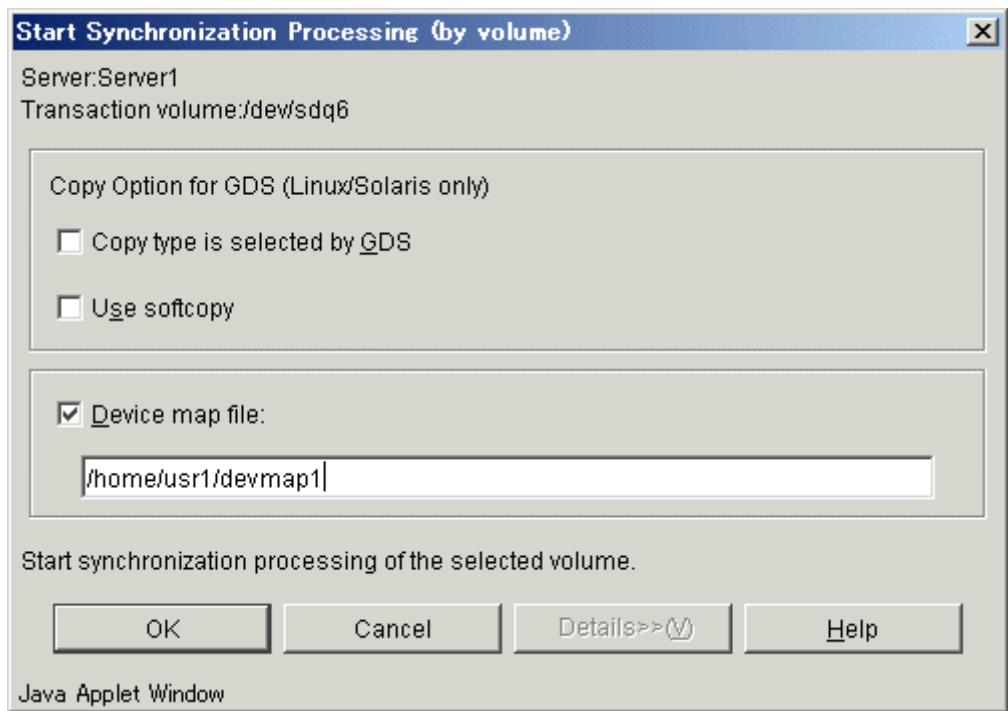 Start Synchronization Processing (by volume)
Server:Server1
Transaction volume:/dev/sdq6
Copy Option for GDS (Linux/Solaris only)
Copy type is selected by GDS
Use softcopy
Device map file:
/home/usr1/devmap1
Start synchronization processing of the selected volume.
OK Cancel Details>>(V) Help
Java Applet Window